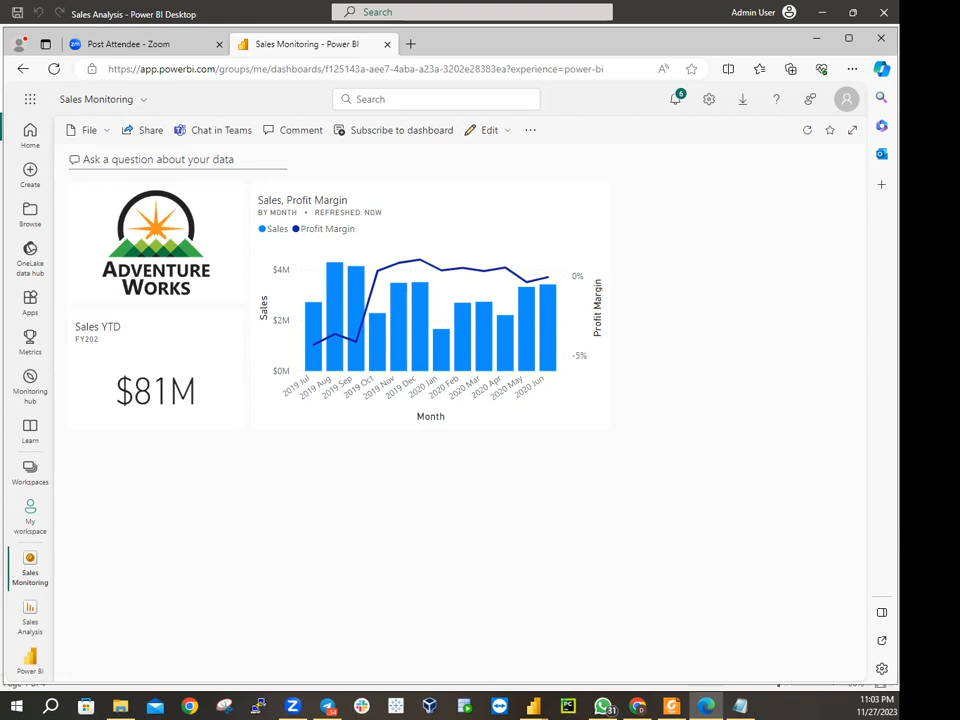 Sales Analysis - Power BI Desktop
Search
Admin User
Post Attendee - Zoom
Sales Monitoring - Power BI
https://app.powerbi.com/groups/me/dashboards/f125143a-aee7-4aba-a23a-3202e28383ea?experience=power-bi
Sales Monitoring
Search
6
File
Share
Chat in Teams
Comment
Subscribe to dashboard
Edit
Ask a question about your data
Home
Create
Browse
OneLake
data hub
Apps
Metrics
Monitoring
hub
Learn
Workspaces
My
workspace
Sales
Monitoring
Sales
Analysis
Power BI
ADVENTURE
WORKS
Sales YTD
FY202
$81M
Sales, Profit Margin
BY MONTH • REFRESHED: NOW
Sales
Profit Margin
$4M
$2M
$0M
Sales
0%
-5%
Profit Margin
2019 Jul
2019 Aug
2019 Sep
2019 Oct
2019 Nov
2019 Dec
2020 Jan
2020 Feb
2020 Mar
2020 Apr
2020 May
2020 Jun
Month
31
11:03 PM
11/27/2023